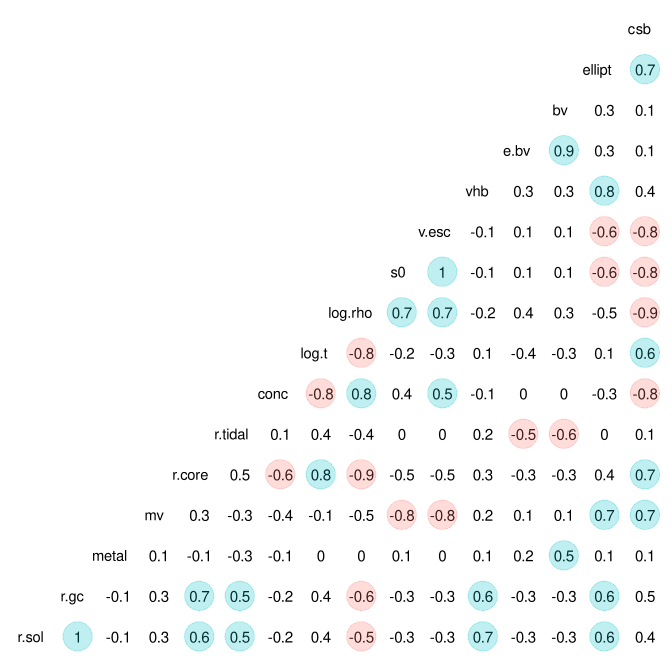 csb
ellipt 0.7
bv 0.3 0.1
e.bv 0.9 0.3 0.1
vhb 0.3 0.3 0.8 0.4
v.esc -0.1 0.1 0.1 -0.6 -0.8
s0 1 -0.1 0.1 0.1 -0.6 -0.8
log.rho 0.7 0.7 -0.2 0.4 0.3 -0.5 -0.9
log.t -0.8 -0.2 -0.3 0.1 -0.4 -0.3 0.1 0.6
conc -0.8 0.8 0.4 0.5 -0.1 0 0 -0.3 -0.8
r.tidal 0.1 0.4 -0.4 0 0 0.2 -0.5 -0.6 0 0.1
r.core 0.5 -0.6 0.8 -0.9 -0.5 -0.5 0.3 -0.3 -0.3 0.4 0.7
mv 0.3 -0.3 -0.4 -0.1 -0.5 -0.8 -0.8 0.2 0.1 0.1 0.7 0.7
metal 0.1 -0.1 -0.3 -0.1 0 0 0.1 0 0.1 0.2 0.5 0.1 0.1
r.gc -0.1 0.3 0.7 0.5 -0.2 0.4 -0.6 -0.3 -0.3 0.6 -0.3 -0.3 0.6 0.5
r.sol 1 -0.1 0.3 0.6 0.5 -0.2 0.4 -0.5 -0.3 -0.3 0.7 -0.3 -0.3 0.6 0.4